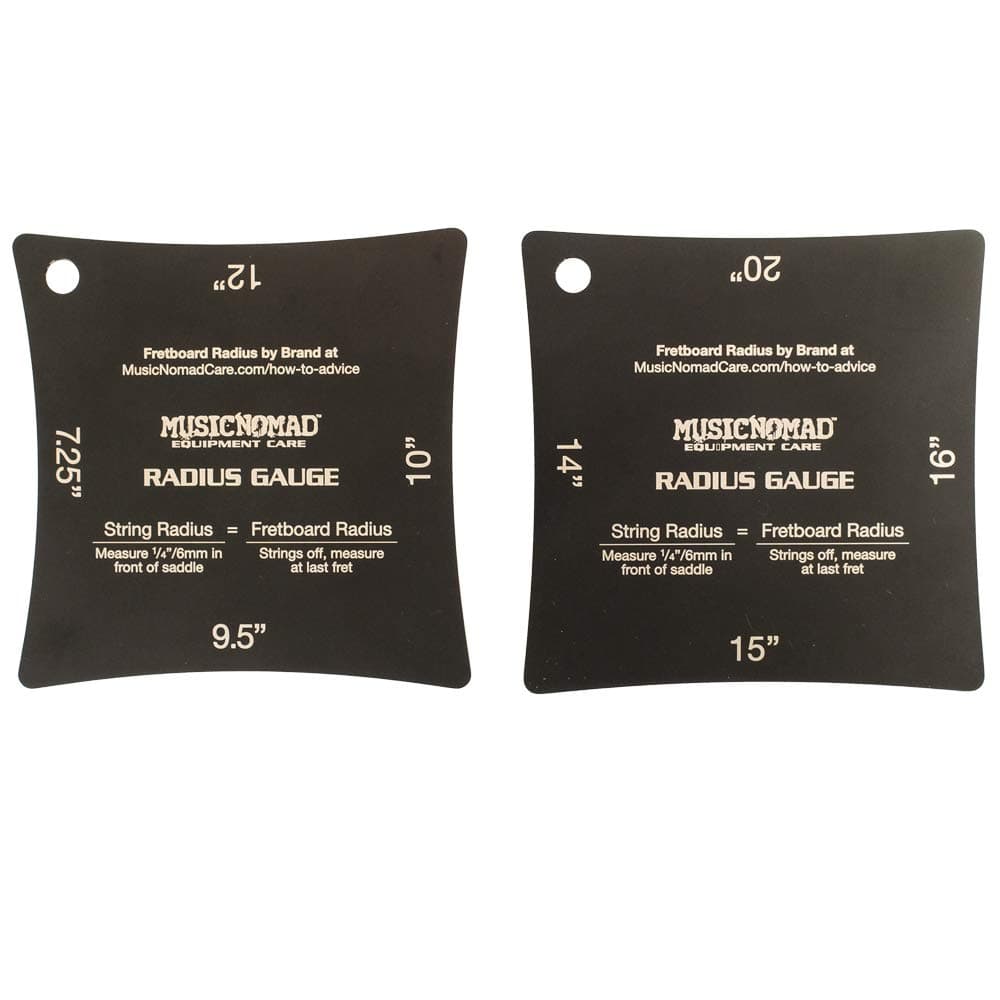 12”
Fretboard Radius by Brand at
MusicNomadCare.com/how-to-advice
MUSICNOMAD™
EQUIPMENT CARE
RADIUS GAUGE
7.25”
10”
String Radius = Fretboard Radius
Measure ¼”/6mm in
front of saddle
Strings off, measure
at last fret
9.5”
20”
Fretboard Radius by Brand at
MusicNomadCare.com/how-to-advice
MUSICNOMAD™
EQUIPMENT CARE
RADIUS GAUGE
14”
16”
String Radius = Fretboard Radius
Measure ¼”/6mm in
front of saddle
Strings off, measure
at last fret
15”